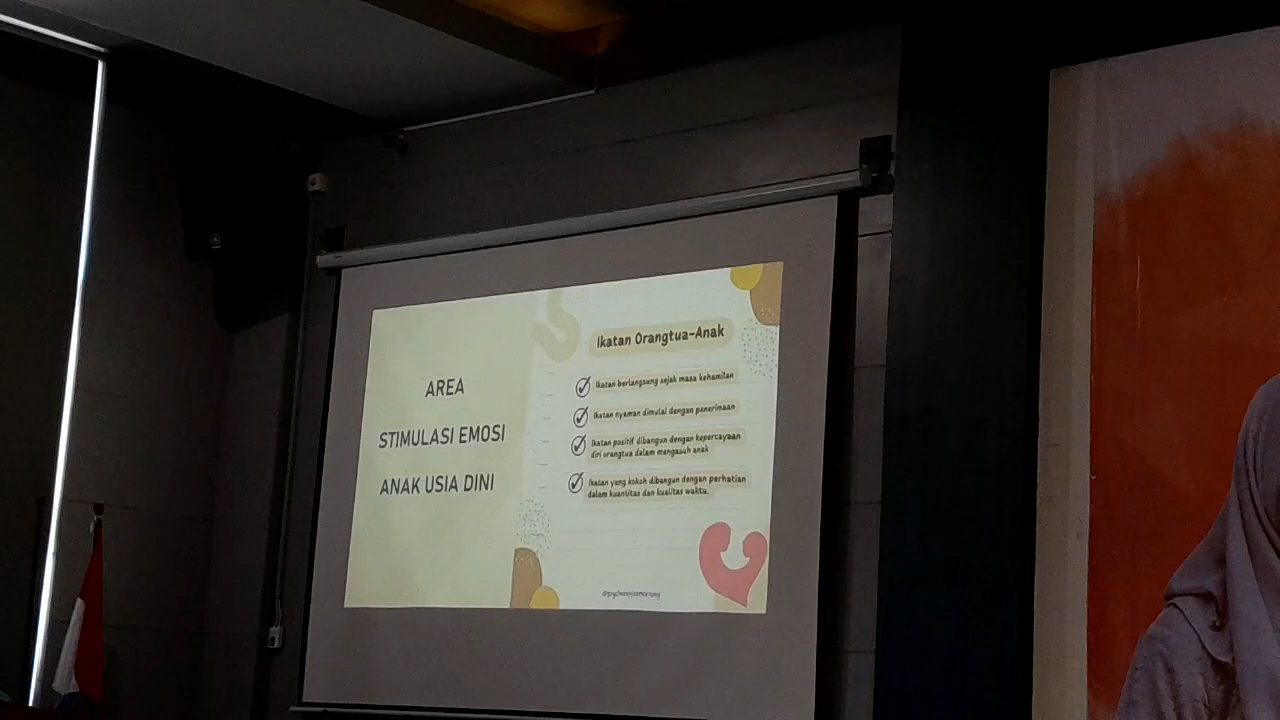 AREA
STIMULASI EMOSI
ANAK USIA DINI
Ikatan Orangtua-Anak
Ikatan berlangsung sejak masa kehamilan
Ikatan nyaman dimulai dengan penerimaan
Ikatan positif dibangun dengan kepercayaan
diri orangtua dalam mengasuh anak
Ikatan yang kokoh dibangun dengan perhatian
dalam kuantitas dan kualitas waktu.